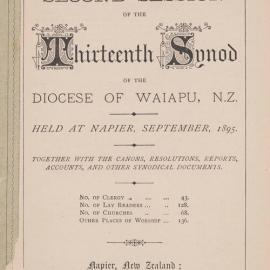 SECOND SESSION
OF THE
Thirteenth Synod
OF THE
DIOCESE OF WAIAPU, N.Z.
HELD AT NAPIER, SEPTEMBER, 1895.
TOGETHER WITH THE CANONS, RESOLUTIONS, REPORTS,
ACCOUNTS, AND OTHER SYNODICAL DOCUMENTS.
No. of Clergy .. ... ... 43.
No. of Lay Readers ... .. 128.
No. of Churches .. ... 68.
Other Places of Worship ... 136.
Napier, New Zealand: